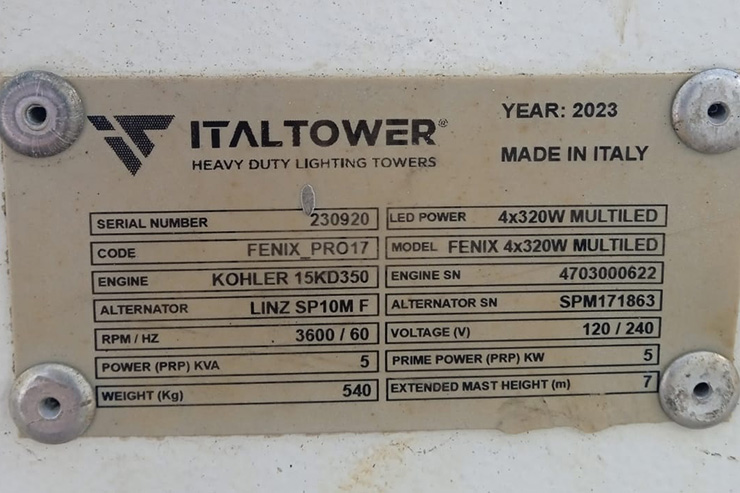 ITALTOWER®
HEAVY DUTY LIGHTING TOWERS
YEAR: 2023
MADE IN ITALY
SERIAL NUMBER 230920
LED POWER 4x320W MULTILED
CODE FENIX_PRO17
MODEL FENIX 4x320W MULTILED
ENGINE KOHLER 15KD350
ENGINE SN 4703000622
ALTERNATOR LINZ SP10M F
ALTERNATOR SN SPM171863
RPM / HZ 3600 / 60
VOLTAGE (V) 120 / 240
POWER (PRP) KVA 5
PRIME POWER (PRP) KW 5
WEIGHT (Kg) 540
EXTENDED MAST HEIGHT (m) 7